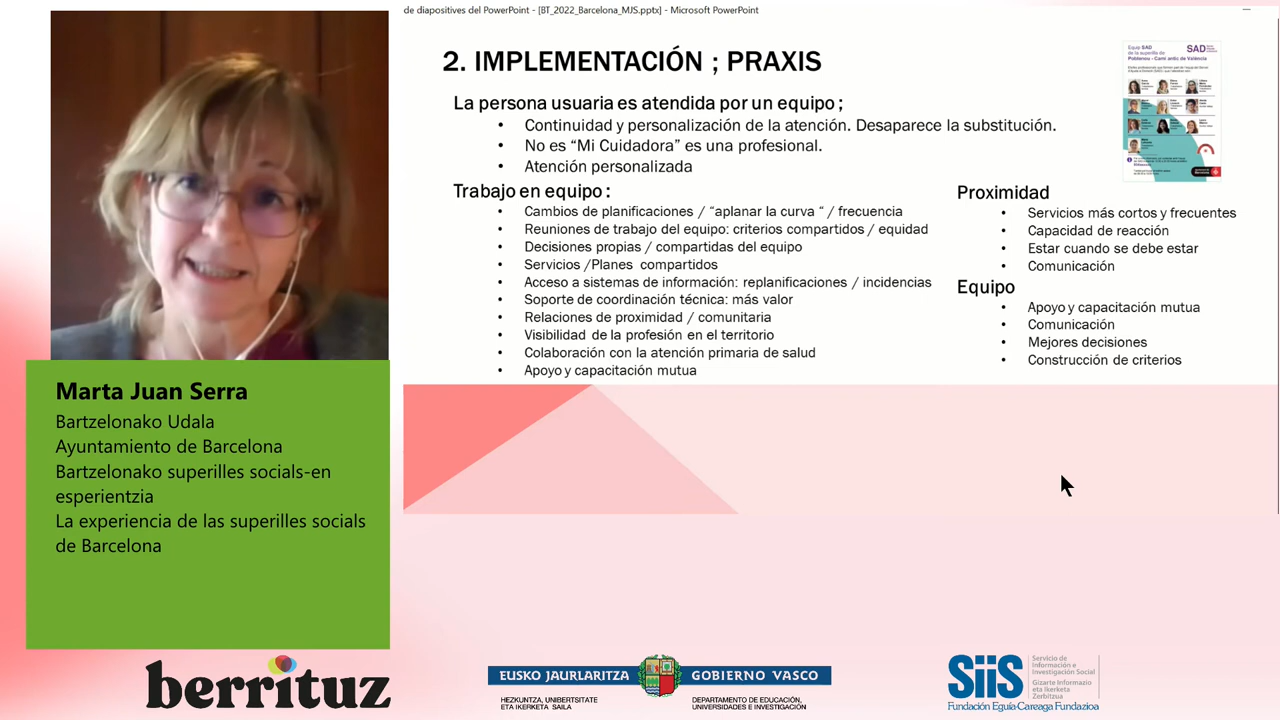 de diapositives del PowerPoint - [BT_2022_Barcelona_MJS.pptx] - Microsoft PowerPoint
2. IMPLEMENTACIÓN ; PRAXIS
La persona usuaria es atendida por un equipo ;
• Continuidad y personalización de la atención. Desaparece la substitución.
• No es “Mi Cuidadora” es una profesional.
• Atención personalizada
Trabajo en equipo :
• Cambios de planificaciones / “aplanar la curva “ / frecuencia
• Reuniones de trabajo del equipo: criterios compartidos / equidad
• Decisiones propias / compartidas del equipo
• Servicios /Planes compartidos
• Acceso a sistemas de información: replanificaciones / incidencias
• Soporte de coordinación técnica: más valor
• Relaciones de proximidad / comunitaria
• Visibilidad de la profesión en el territorio
• Colaboración con la atención primaria de salud
• Apoyo y capacitación mutua
Equip SAD
de la superilla de
Poblenou - Camí antic de València
SAD
Proximidad
• Servicios más cortos y frecuentes
• Capacidad de reacción
• Estar cuando se debe estar
• Comunicación
Equipo
• Apoyo y capacitación mutua
• Comunicación
• Mejores decisiones
• Construcción de criterios
Marta Juan Serra
Bartzelonako Udala
Ayuntamiento de Barcelona
Bartzelonako superilles socials-en
esperientzia
La experiencia de las superilles socials
de Barcelona
berrituz
EUSKO JAURLARITZA GOBIERNO VASCO
HEZKUNTZA, UNIBERTSITATE
ETA IKERKETA SAILA
DEPARTAMENTO DE EDUCACIÓN,
UNIVERSIDADES E INVESTIGACIÓN
SiiS
Servicio de
Información e
Investigación Social
Gizarte Informazio
eta Ikerketa
Zerbitzua
Fundación Eguía-Careaga Fundazioa